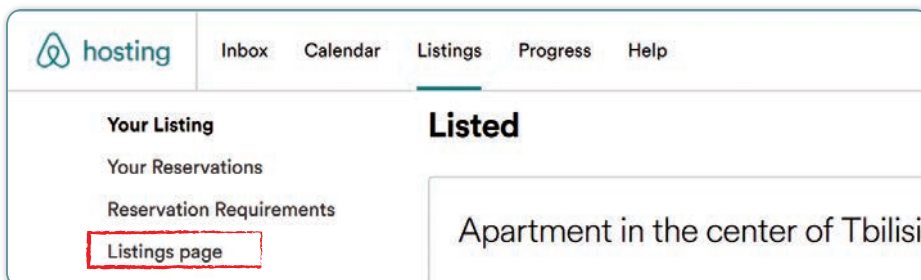 hosting
Inbox Calendar Listings Progress Help
Your Listing
Your Reservations
Reservation Requirements
Listings page
Listed
Apartment in the center of Tbilisi